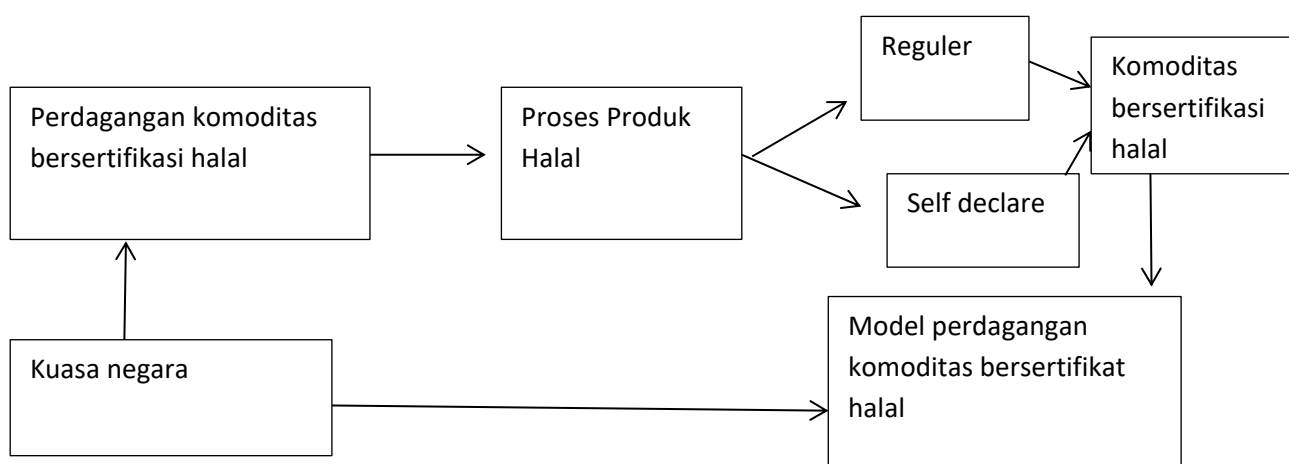 Perdagangan komoditas
bersertifikasi halal
Proses Produk
Halal
Reguler
Self declare
Komoditas
bersertifikasi
halal
Kuasa negara
Model perdagangan
komoditas bersertifikat
halal